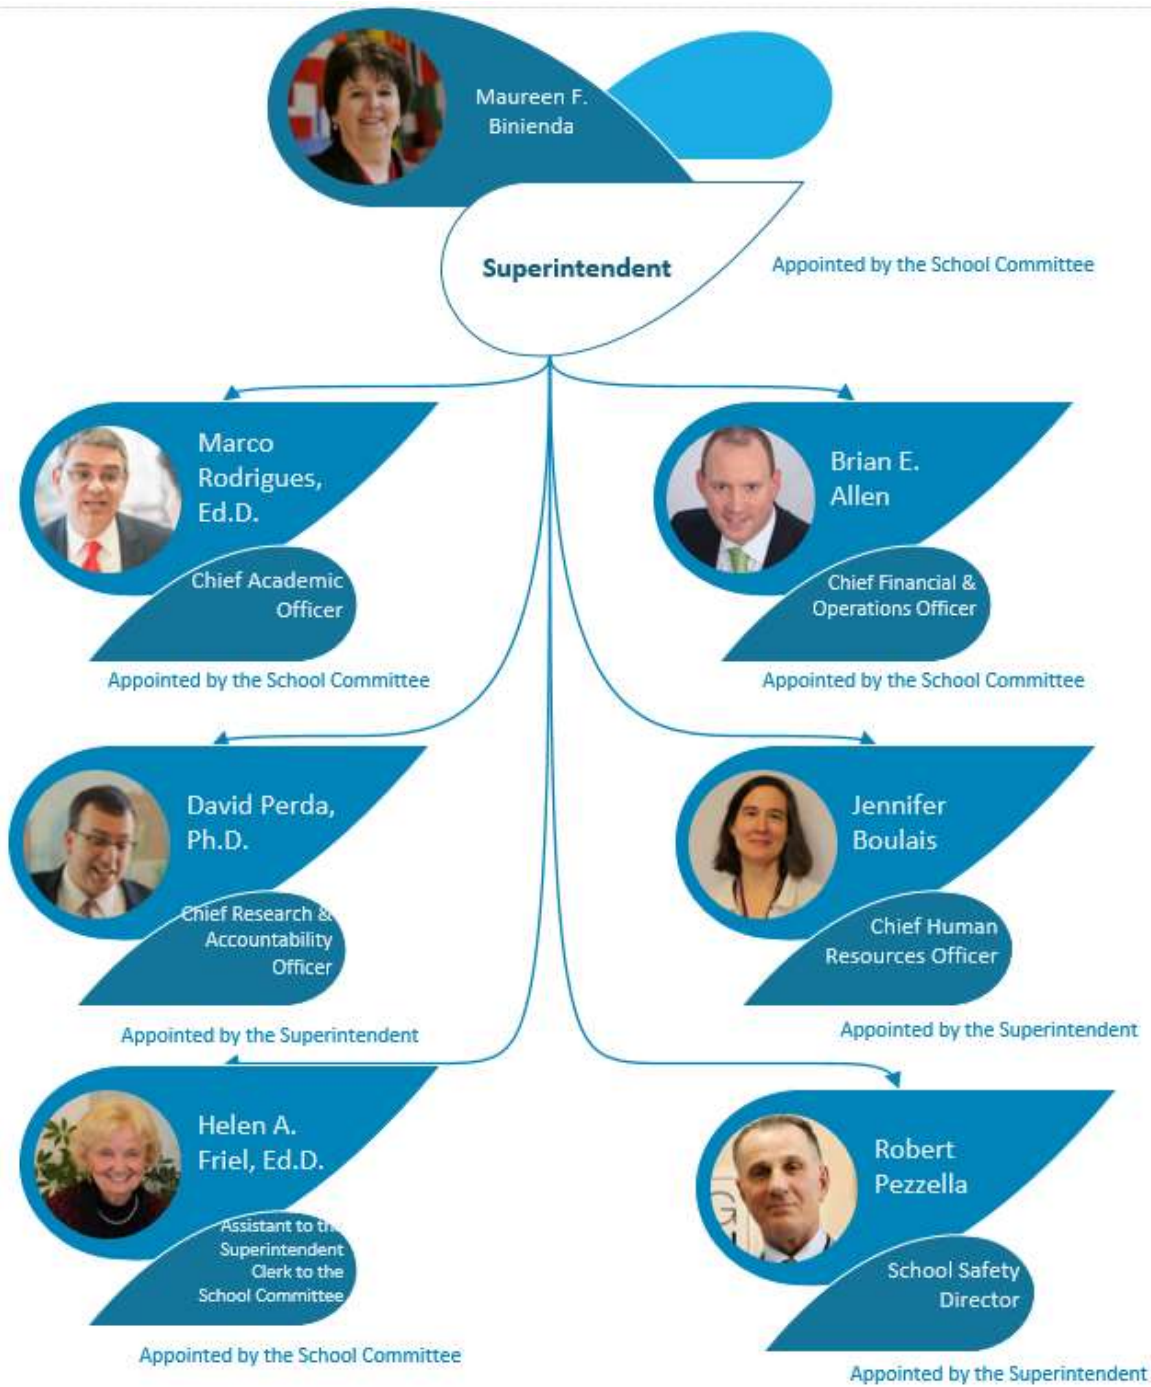 Maureen F.
Binienda
Superintendent
Appointed by the School Committee
Marco
Rodrigues,
Ed.D.
Chief Academic
Officer
Appointed by the School Committee
Brian E.
Allen
Chief Financial &
Operations Officer
Appointed by the School Committee
David Perda,
Ph.D.
Chief Research &
Accountability
Officer
Appointed by the Superintendent
Jennifer
Boulais
Chief Human
Resources Officer
Appointed by the Superintendent
Helen A.
Friel, Ed.D.
Assistant to the
Superintendent
Clerk to the
School Committee
Appointed by the School Committee
Robert
Pezzella
School Safety
Director
Appointed by the Superintendent